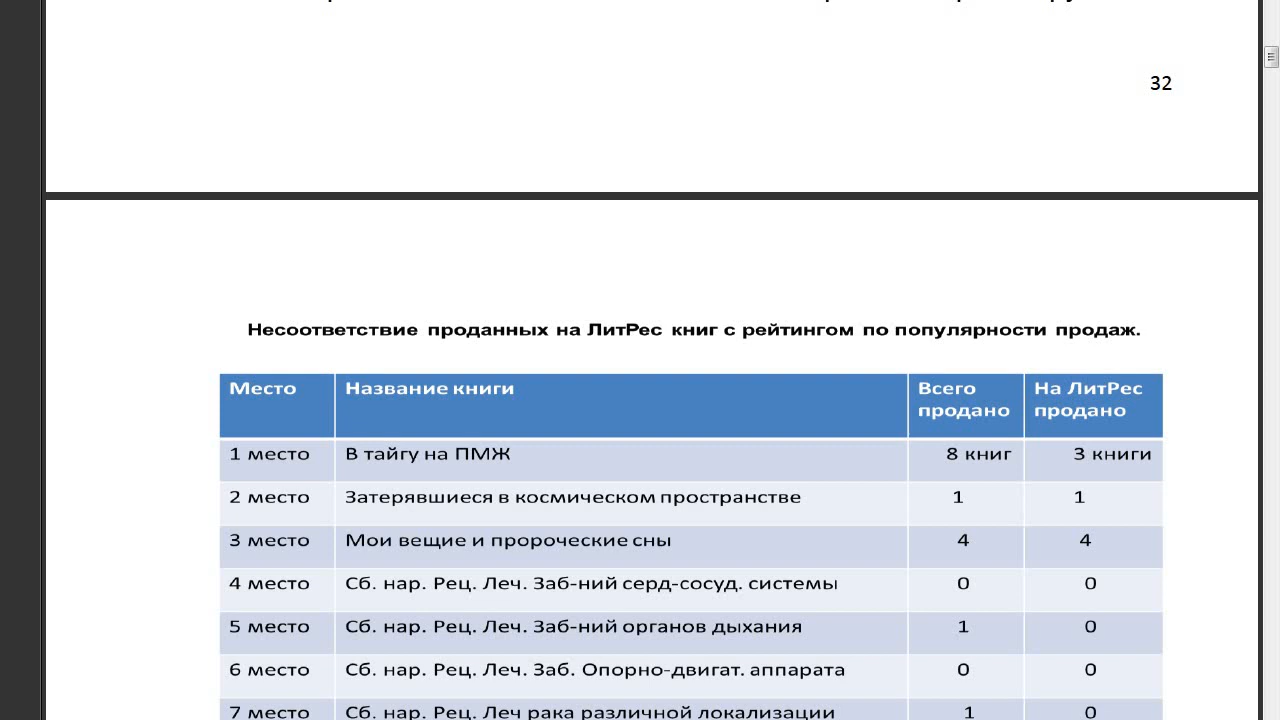 32
Несоответствие проданных на ЛитРес книг с рейтингом по популярности продаж.
Место Название книги Всего продано На ЛитРес продано
1 место В тайгу на ПМЖ 8 книг 3 книги
2 место Затерявшиеся в космическом пространстве 1 1
3 место Мои вещие и пророческие сны 4 4
4 место Сб. нар. Рец. Леч. Заб-ний серд-сосуд. системы 0 0
5 место Сб. нар. Рец. Леч. Заб-ний органов дыхания 1 0
6 место Сб. нар. Рец. Леч. Заб. Опорно-двигат. аппарата 0 0
7 место Сб. нар. Рец. Леч рака различной локализации 1 0